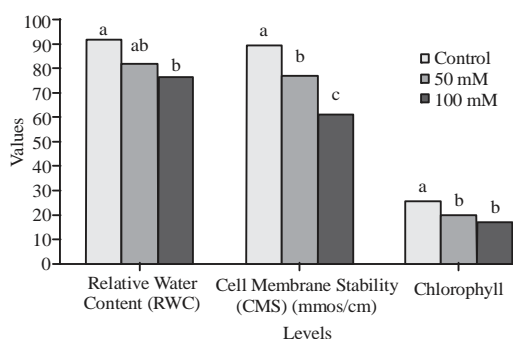 100
90
80
70
60
50
40
30
20
10
0
Values
a
ab
b
a
b
c
a
b
b
Control
50 mM
100 mM
Relative Water
Content (RWC)
Cell Membrane Stability
(CMS) (mmos/cm)
Chlorophyll
Levels